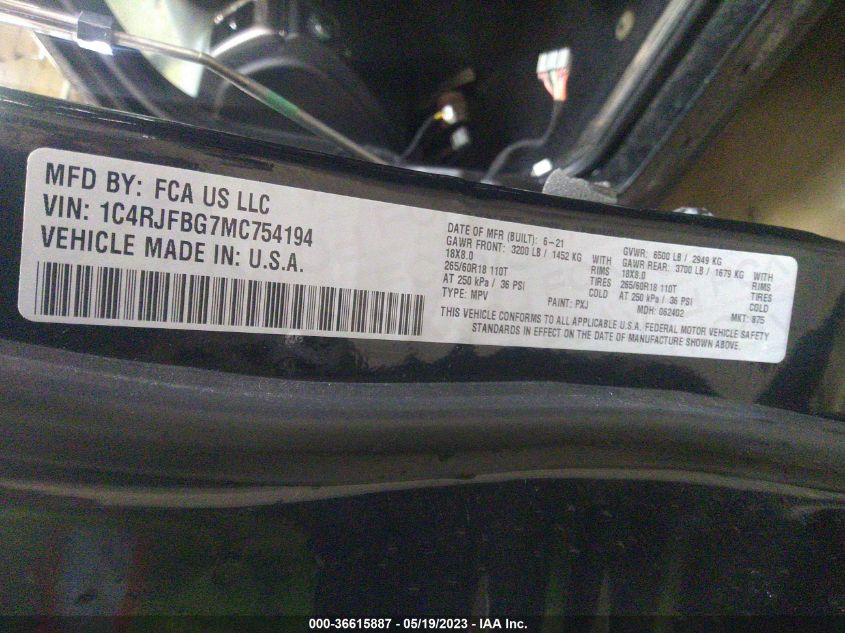 MFD BY: FCA US LLC
VIN: 1C4RJFBG7MC754194
VEHICLE MADE IN: U.S.A.
DATE OF MFR (BUILT): 6-21
GAWR FRONT: 3200 LB / 1452 KG WITH
18X8.0 RIMS
265/60R18 110T TIRES
AT 250 kPa / 36 PSI COLD
TYPE: MPV PAINT: PXJ
GVWR: 6500 LB / 2949 KG
GAWR REAR: 3700 LB / 1679 KG WITH
18X8.0 RIMS
265/60R18 110T TIRES
AT 250 kPa / 36 PSI COLD
MDH: 062402 MKT: 875
THIS VEHICLE CONFORMS TO ALL APPLICABLE U.S.A. FEDERAL MOTOR VEHICLE SAFETY
STANDARDS IN EFFECT ON THE DATE OF MANUFACTURE SHOWN ABOVE.
000-36615887 - 05/19/2023 - IAA Inc.